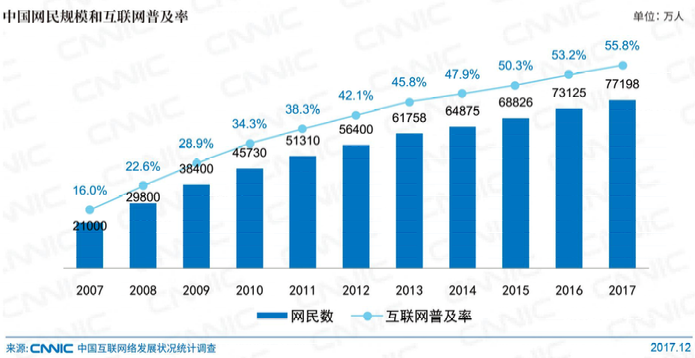 中国网民规模和互联网普及率
单位：万人
16.0% 22.6% 28.9% 34.3% 38.3% 42.1% 45.8% 47.9% 50.3% 53.2% 55.8%
21000 29800 38400 45730 51310 56400 61758 64875 68826 73125 77198
2007 2008 2009 2010 2011 2012 2013 2014 2015 2016 2017
网民数 互联网普及率
来源：CNNIC 中国互联网络发展状况统计调查
2017.12